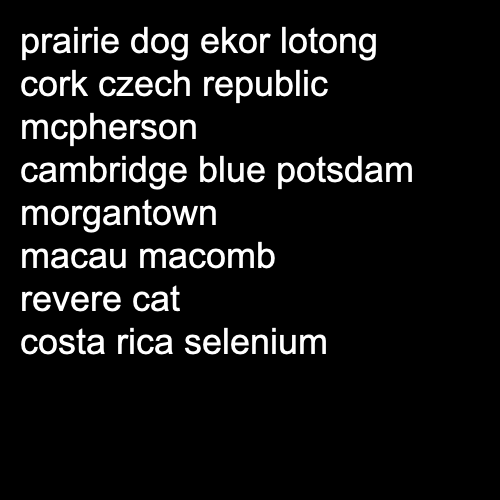 prairie dog ekor lotong
cork czech republic
mcpherson
cambridge blue potsdam
morgantown
macau macomb
revere cat
costa rica selenium